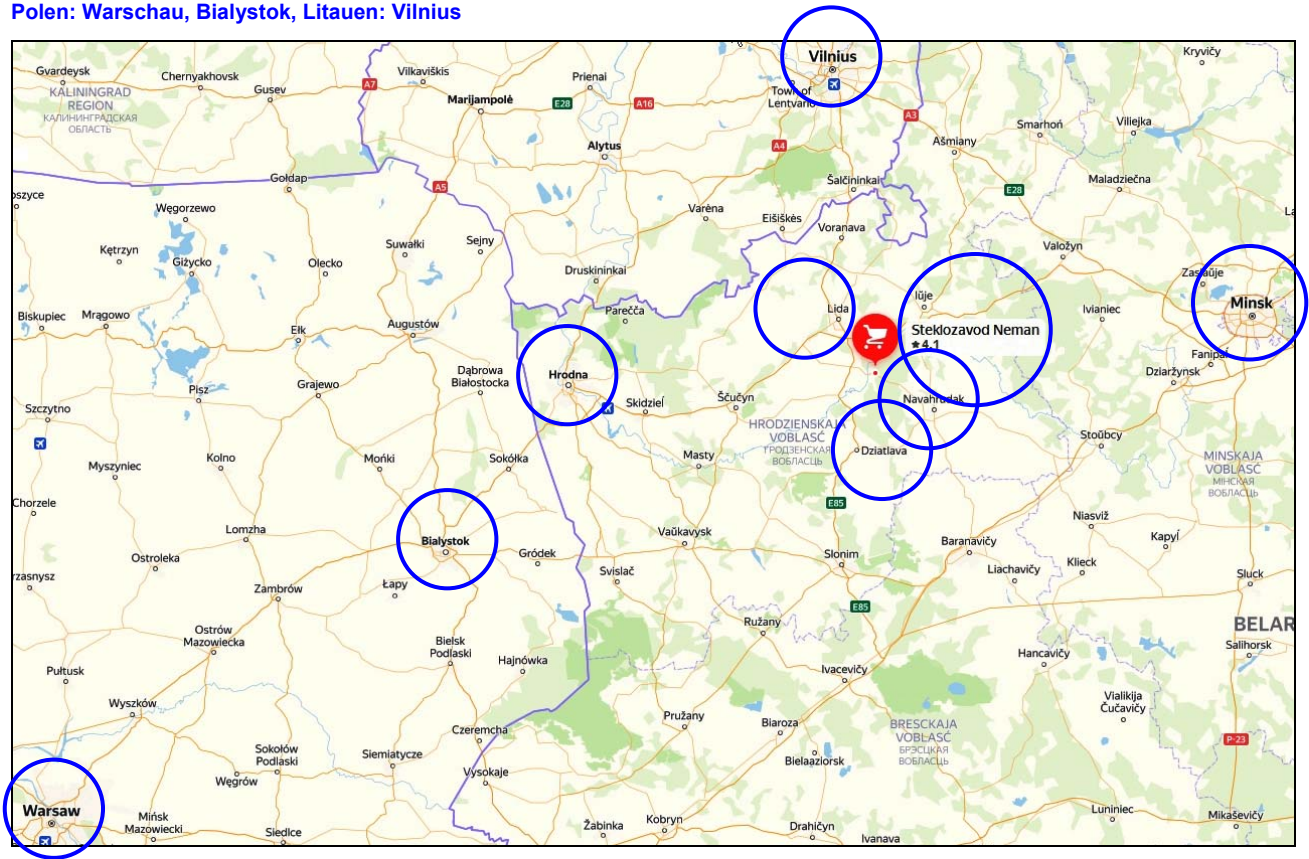 Polen: Warschau, Bialystok, Litauen: Vilnius
Vilnius
Kryvičy
Gvardeysk
Chernyakhovsk
Gusev
A7
Vilkaviškis
Prienai
KALININGRAD
REGION
КАЛИНИНГРАДСКАЯ
ОБЛАСТЬ
Marijampolė
E28
A16
Town of
Lentvario
A3
Smarhoń
Viliejka
Alytus
A4
Ašmiany
Gołdap
A5
Šalčininkai
E28
Maladziečna
Węgorzewo
Varėna
Eišiškės
Voranava
Kętrzyn
Giżycko
Olecko
Suwałki
Sejny
Valožyn
Druskininkai
Zaslaŭje
Biskupiec
Mrągowo
Ełk
Augustów
Parečča
Lida
Iŭje
Ivianiec
Minsk
Steklozavod Neman
4.1
Fanipaĺ
Dziaržynsk
Pisz
Grajewo
Dąbrowa
Białostocka
Hrodna
Skidzieĺ
Ščučyn
Navahrudak
Szczytno
HRODZIENSKAJA
VOBLASĆ
ГРОДЗЕНСКАЯ
ВОБЛАСЦЬ
Dziatlava
Stoŭbcy
MINSKAJA
VOBLASĆ
МІНСКАЯ
ВОБЛАСЦЬ
Myszyniec
Kolno
Mońki
Sokółka
Masty
Chorzele
E85
Niasviž
Lomzha
Bialystok
Vaŭkavysk
Baranavičy
Kapyĺ
Ostroleka
Gródek
Slonim
Svislač
Liachavičy
Klieck
Sluck
Zambrów
Łapy
E85
Ostrów
Mazowiecka
Ružany
BELAR
Salihorsk
Bielsk
Podlaski
Hajnówka
Hancavičy
Pułtusk
Ivacevičy
Wyszków
Vialikija
Čučavičy
Pružany
Biaroza
BRESCKAJA
VOBLASĆ
БРЭСЦКАЯ
ВОБЛАСЦЬ
Czeremcha
P-23
Sokołów
Podlaski
Siemiatycze
Bielaaziorsk
Węgrów
Vysokaje
Warsaw
Mińsk
Mazowiecki
Siedlce
Žabinka
Kobryn
Drahičyn
Ivanava
Luniniec
Mikaševičy